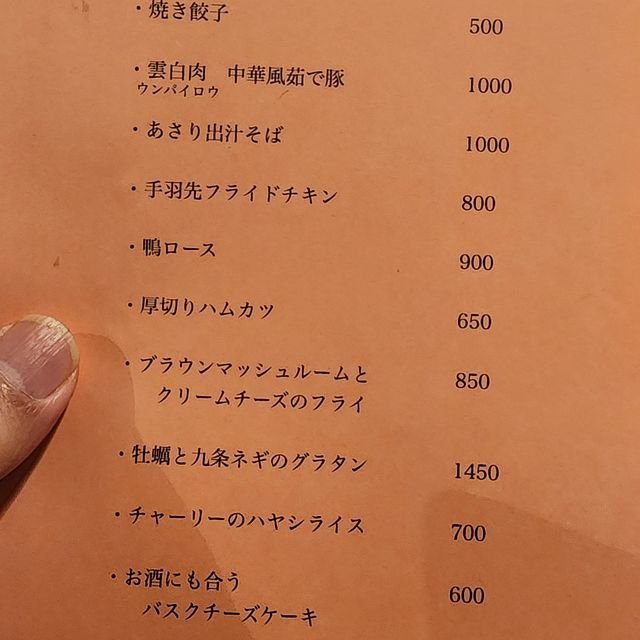 ・焼き餃子 500
・雲白肉 中華風茹で豚 1000
ウンパイロウ
・あさり出汁そば 1000
・手羽先フライドチキン 800
・鴨ロース 900
・厚切りハムカツ 650
・ブラウンマッシュルームと 850
クリームチーズのフライ
・牡蠣と九条ネギのグラタン 1450
・チャーリーのハヤシライス 700
・お酒にも合う 600
バスクチーズケーキ